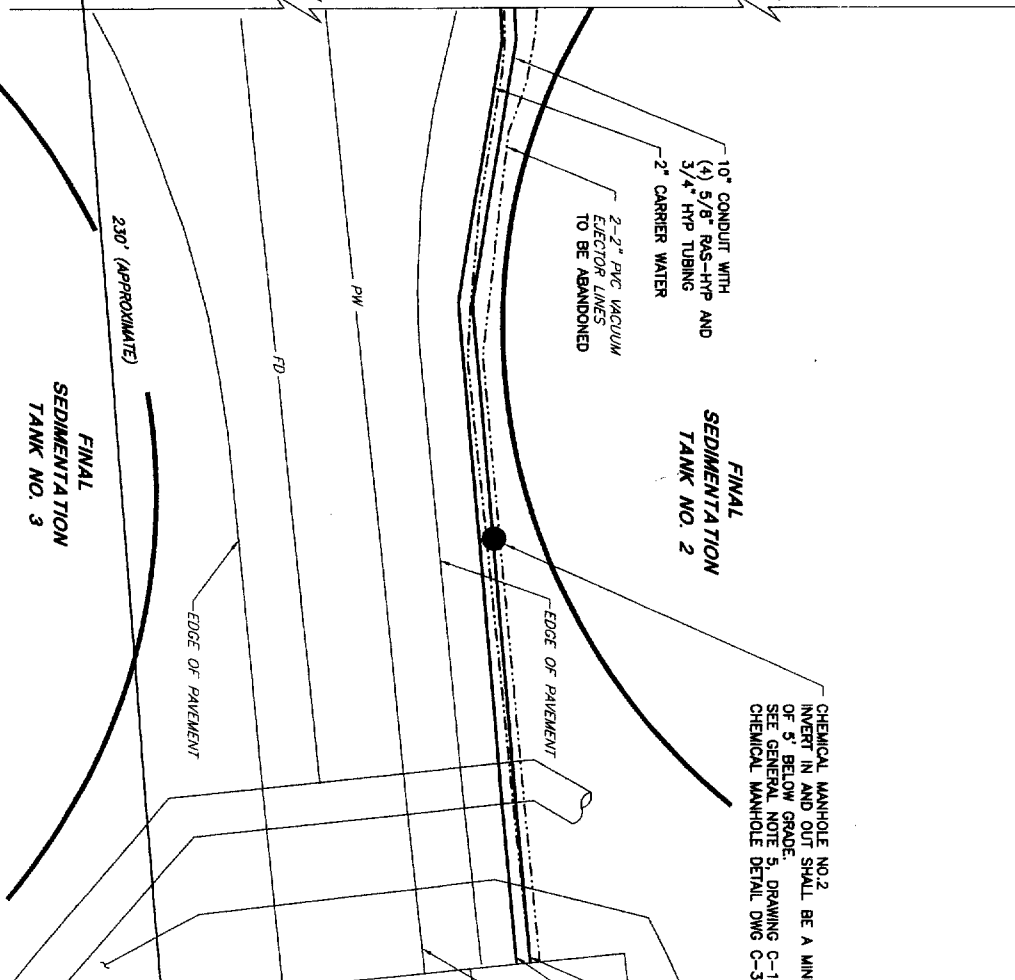 10" CONDUIT WITH
(4) 5/8" RAS-HYP AND
3/4" HYP TUBING
2" CARRIER WATER
2-2" PVC VACUUM
EJECTOR LINES
TO BE ABANDONED
230' (APPROXIMATE)
PW
FD
FINAL
SEDIMENTATION
TANK NO. 2
FINAL
SEDIMENTATION
TANK NO. 3
EDGE OF PAVEMENT
EDGE OF PAVEMENT
CHEMICAL MANHOLE NO.2
INVERT IN AND OUT SHALL BE A MIN
OF 5' BELOW GRADE.
SEE GENERAL NOTE 5, DRAWING C-1
CHEMICAL MANHOLE DETAIL DWG C-3